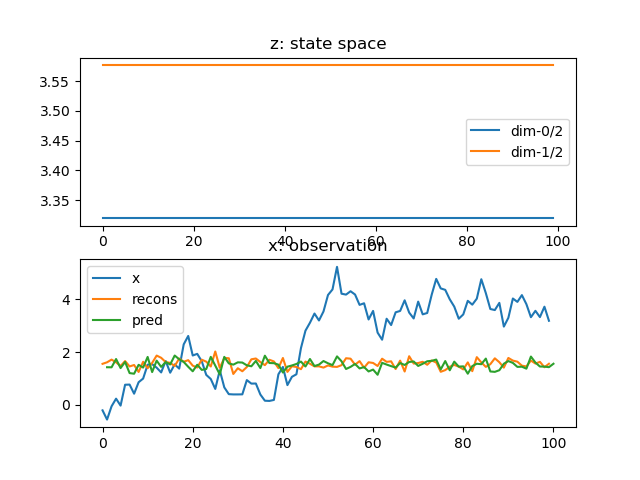 z: state space
3.55
3.50
3.45
3.40
3.35
dim-0/2
dim-1/2
0 20 40 60 80 100
x: observation
x
recons
pred
4
2
0
0 20 40 60 80 100